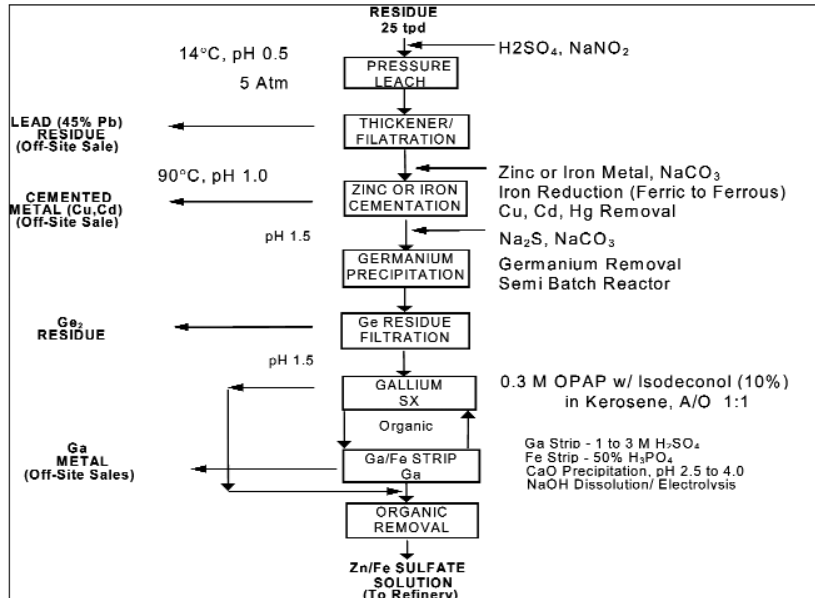 RESIDUE
25 tpd
H2SO₄, NaNO₂
14°C, pH 0.5
5 Atm
PRESSURE
LEACH
LEAD (45% Pb)
RESIDUE
(Off-Site Sale)
THICKENER/
FILATRATION
90°C, pH 1.0
Zinc or Iron Metal, NaCO₃
Iron Reduction (Ferric to Ferrous)
Cu, Cd, Hg Removal
CEMENTED
METAL (Cu,Cd)
(Off-Site Sale)
ZINC OR IRON
CEMENTATION
pH 1.5
Na₂S, NaCO₃
GERMANIUM
PRECIPITATION
Germanium Removal
Semi Batch Reactor
Ge₂
RESIDUE
Ge RESIDUE
FILTRATION
pH 1.5
GALLIUM
SX
0.3 M OPAP w/ Isodeconol (10%)
in Kerosene, A/O 1:1
Organic
Ga
METAL
(Off-Site Sales)
Ga/Fe STRIP
Ga
Ga Strip - 1 to 3 M H₂SO₄
Fe Strip - 50% H₃PO₄
CaO Precipitation, pH 2.5 to 4.0
NaOH Dissolution/ Electrolysis
ORGANIC
REMOVAL
Zn/Fe SULFATE
SOLUTION
(To Refinery)